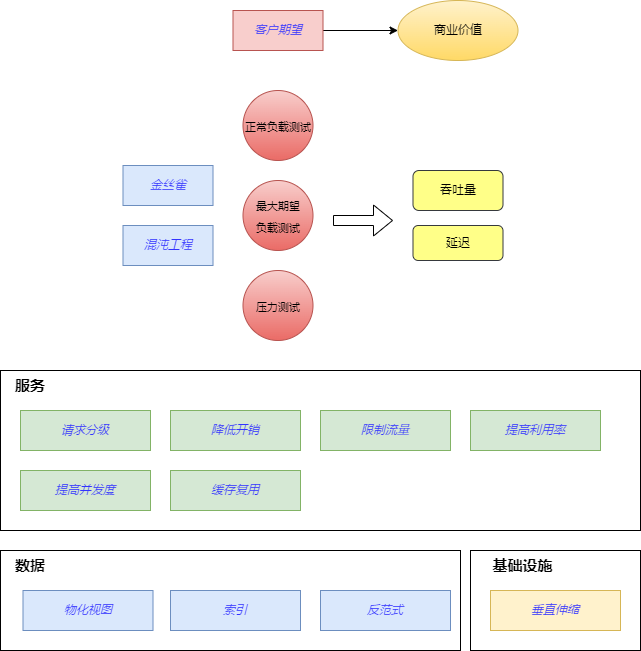 客户期望
商业价值
正常负载测试
金丝雀
最大期望
负载测试
吞吐量
混沌工程
延迟
压力测试
服务
请求分级
降低开销
限制流量
提高利用率
提高并发度
缓存复用
数据
基础设施
物化视图
索引
反范式
垂直伸缩